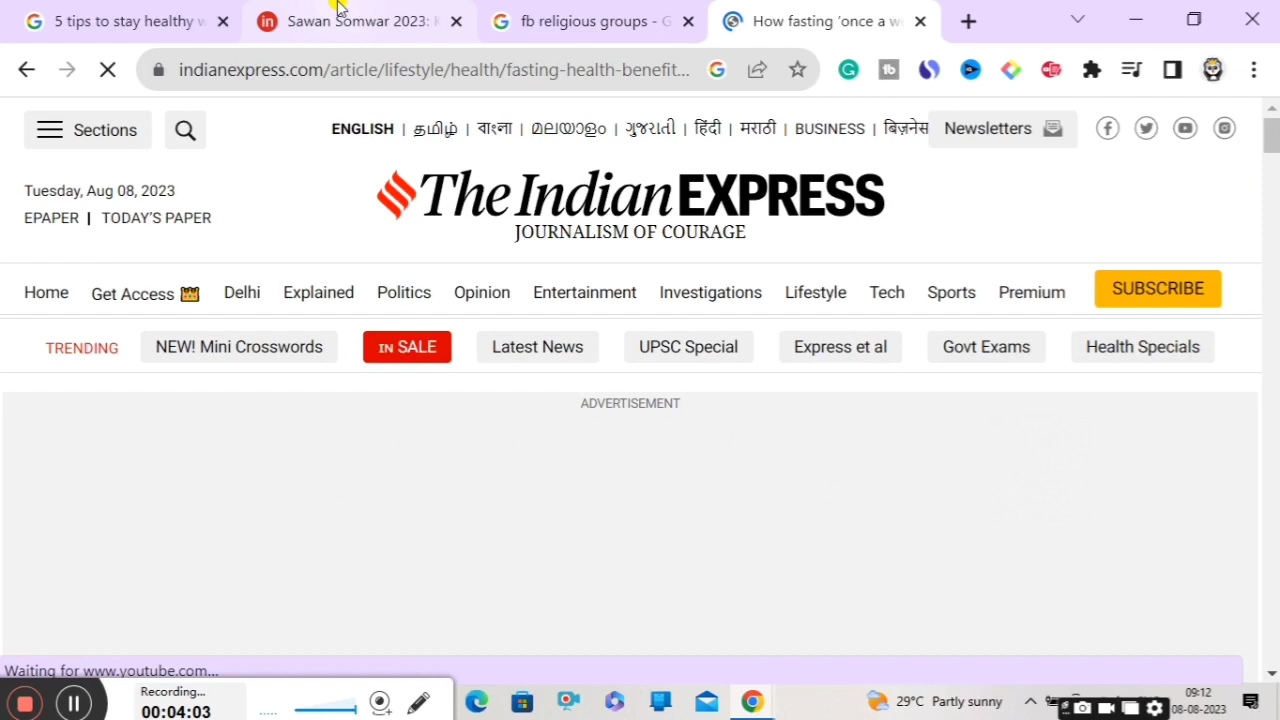 5 tips to stay healthy w
Sawan Somwar 2023:
fb religious groups - G
How fasting 'once a we
indianexpress.com/article/lifestyle/health/fasting-health-benefit...
Sections
ENGLISH | தமிழ் | বাংলা | മലയാളം | ગુજરાતી | हिंदी | मराठी | BUSINESS | बिज़नेस
Newsletters
Tuesday, Aug 08, 2023
EPAPER | TODAY'S PAPER
The Indian EXPRESS
JOURNALISM OF COURAGE
Home Get Access Delhi Explained Politics Opinion Entertainment Investigations Lifestyle Tech Sports Premium SUBSCRIBE
TRENDING NEW! Mini Crosswords IN SALE Latest News UPSC Special Express et al Govt Exams Health Specials
ADVERTISEMENT
Waiting for www.youtube.com...
Recording...
00:04:03
29°C Partly sunny
09:12
08-08-2023